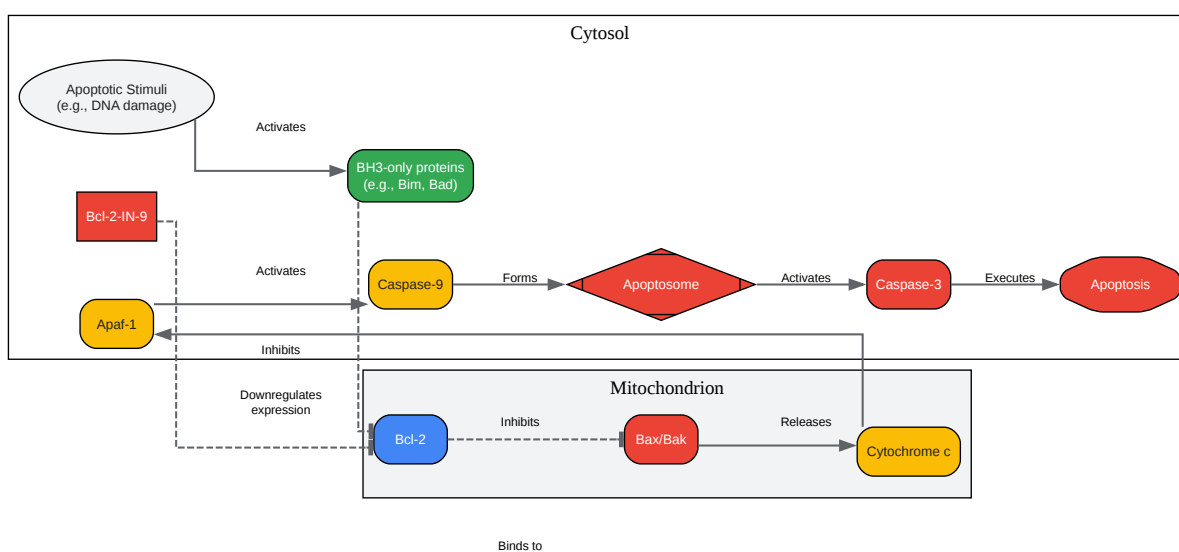 Cytosol
Apoptotic Stimuli
(e.g., DNA damage)
Activates
BH3-only proteins
(e.g., Bim, Bad)
Bcl-2-IN-9
Activates
Caspase-9
Forms
Apoptosome
Activates
Caspase-3
Executes
Apoptosis
Apaf-1
Inhibits
Downregulates
expression
Mitochondrion
Bcl-2
Inhibits
Bax/Bak
Releases
Cytochrome c
Binds to